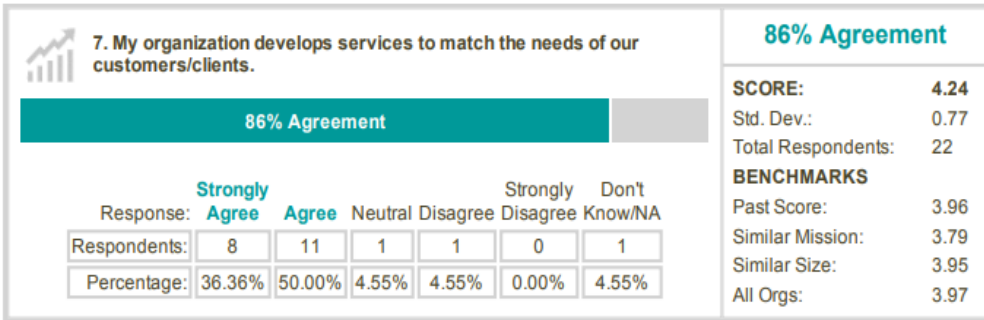 7. My organization develops services to match the needs of our
customers/clients.
86% Agreement
Response: Strongly Agree Agree Neutral Disagree Strongly Disagree Don't Know/NA
Respondents: 8 11 1 1 0 1
Percentage: 36.36% 50.00% 4.55% 4.55% 0.00% 4.55%
86% Agreement
SCORE: 4.24
Std. Dev.: 0.77
Total Respondents: 22
BENCHMARKS
Past Score: 3.96
Similar Mission: 3.79
Similar Size: 3.95
All Orgs: 3.97